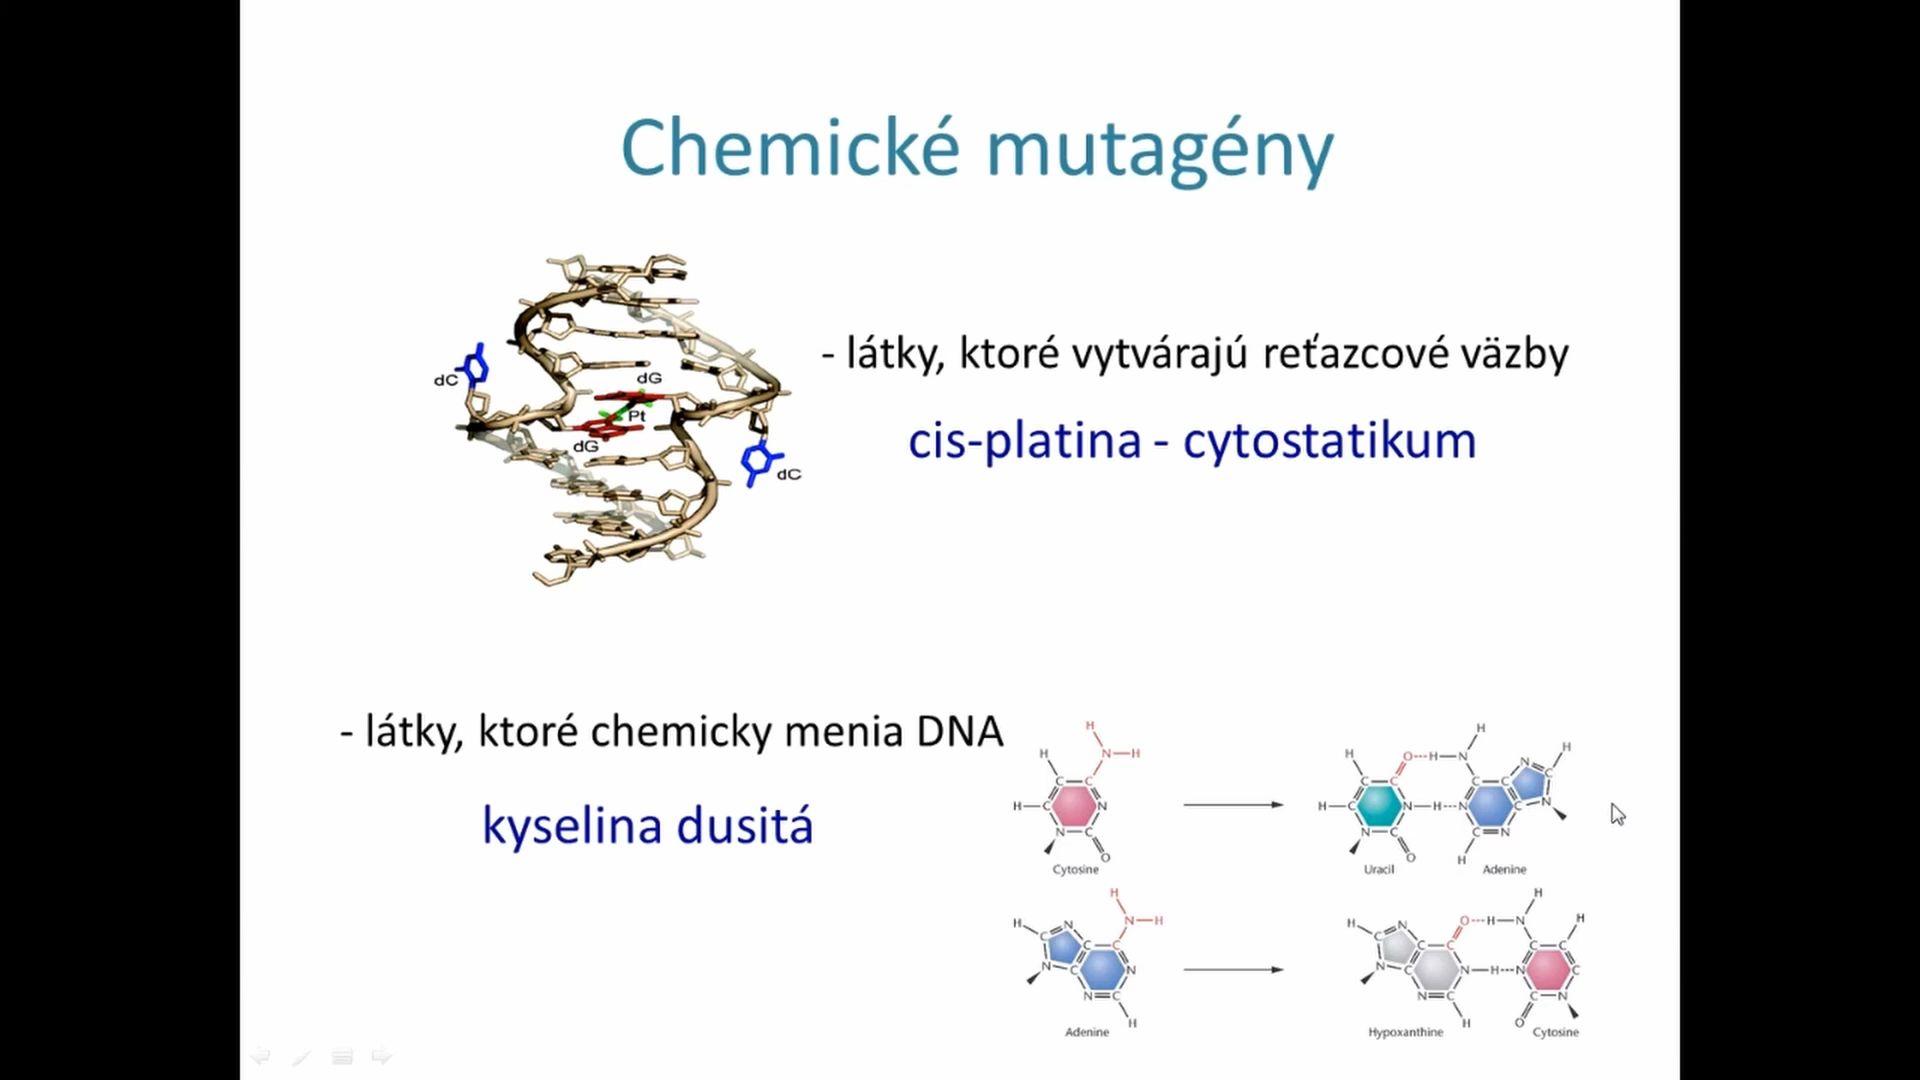 Chemické mutagény
- látky, ktoré vytvárajú reťazcové väzby
cis-platina - cytostatikum
dC
dG
Pt
dG
dC
- látky, ktoré chemicky menia DNA
kyselina dusitá
H
N H
H
C C
H C N
N C
O
Cytosine
H
H O H N
H
C C
H C N H N
N C
O
C C
N C
C N
C N
H
Uracil
Adenine
H
N H
H
C N
C C
N C N
N C
H
Adenine
H
H O H N
H
C N
C C
N C N H N
N C
H
C C
C
C N
O
Hypoxanthine
Cytosine